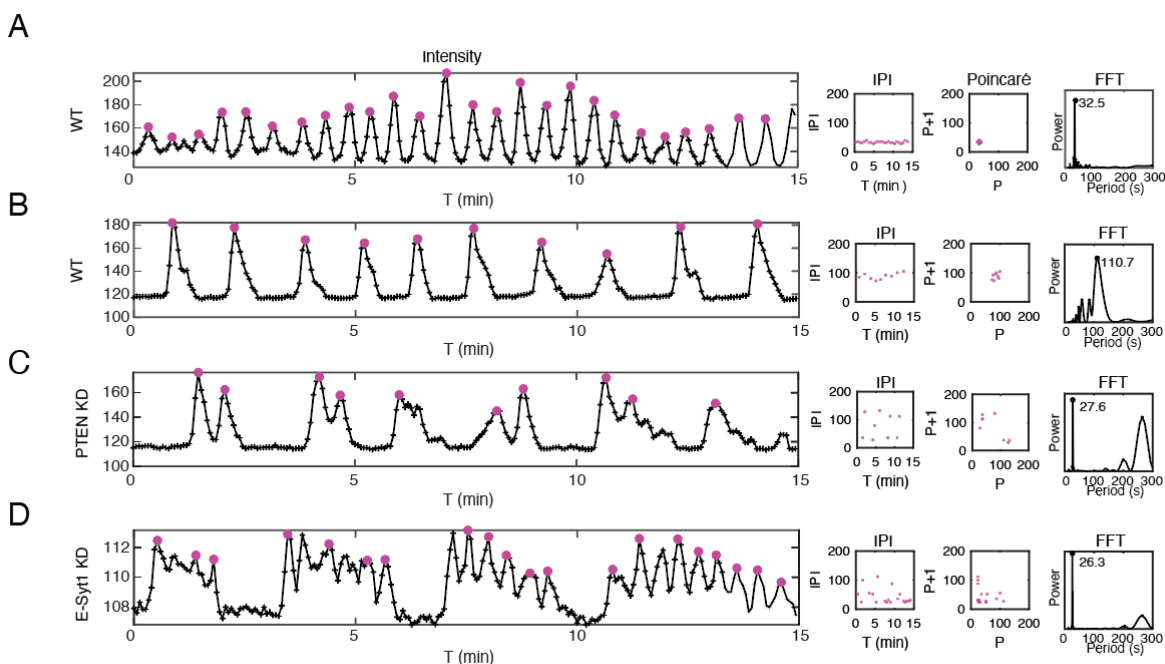 A
Intensity
IPI
Poincaré
FFT
WT
200
160
140
0
5
10
15
T (min)
IPI
200
100
0
0 5 10 15
T (min )
P+1
200
100
0
0 100 200
P
Power
32.5
0 100 200 300
Period (s)
B
WT
180
160
140
120
100
0
5
10
15
T (min)
IPI
IPI
200
100
0
0 5 10 15
T (min)
P+1
200
100
0
0 100 200
P
FFT
Power
110.7
0 100 200 300
Period (s)
C
PTEN KD
160
140
120
100
0
5
10
15
T (min)
IPI
IPI
200
100
0
0 5 10 15
T (min)
P+1
200
100
0
0 100 200
P
FFT
Power
27.6
0 100 200 300
Period (s)
D
E-Syt1 KD
112
110
108
0
5
10
15
T (min)
IPI
IPI
200
100
0
0 5 10 15
T (min)
P+1
200
100
0
0 100 200
P
FFT
Power
26.3
0 100 200 300
Period (s)